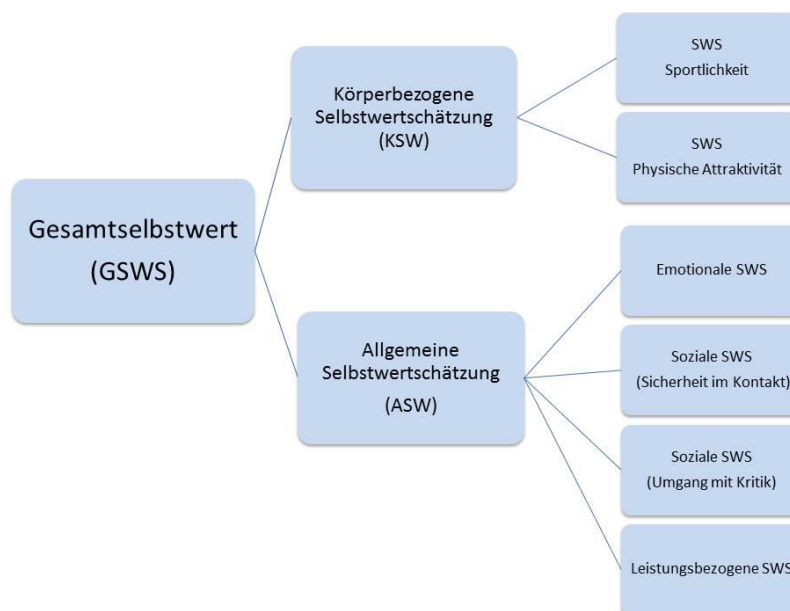 Gesamtselbstwert
(GSWS)
Körperbezogene
Selbstwertschätzung
(KSW)
SWS
Sportlichkeit
SWS
Physische Attraktivität
Allgemeine
Selbstwertschätzung
(ASW)
Emotionale SWS
Soziale SWS
(Sicherheit im Kontakt)
Soziale SWS
(Umgang mit Kritik)
Leistungsbezogene SWS